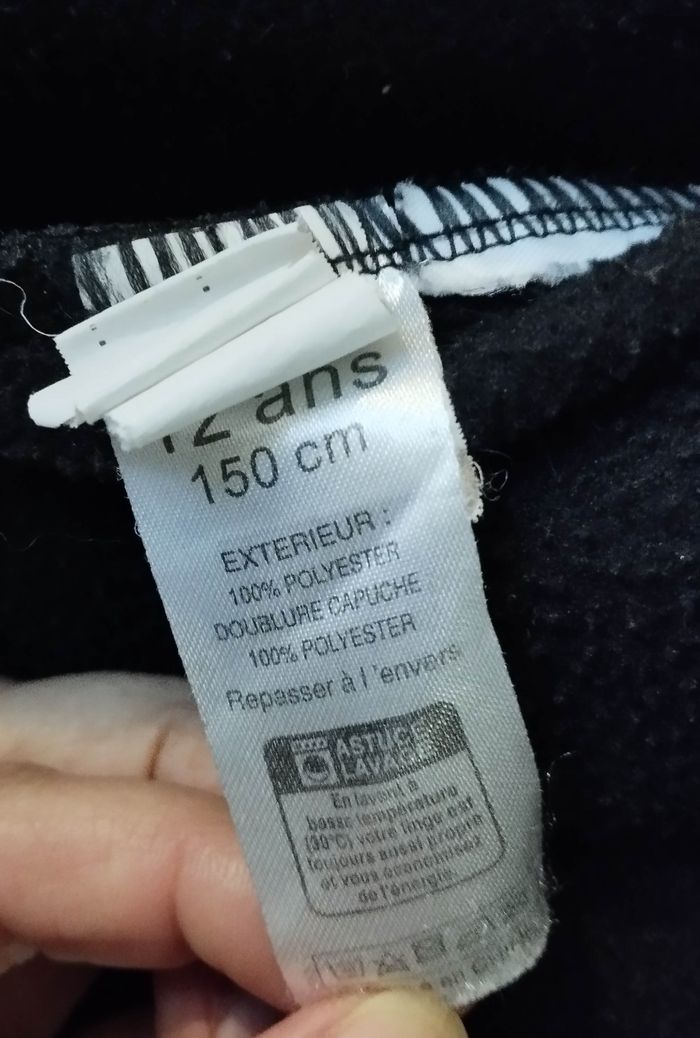 12 ans
150 cm
EXTERIEUR :
100% POLYESTER
DOUBLURE CAPUCHE
100% POLYESTER
Repasser à l'envers
ASTUCE
LAVAGE
En lavant à
basse température
(30°C) votre linge est
toujours aussi propre
et vous économisez
de l'énergie.